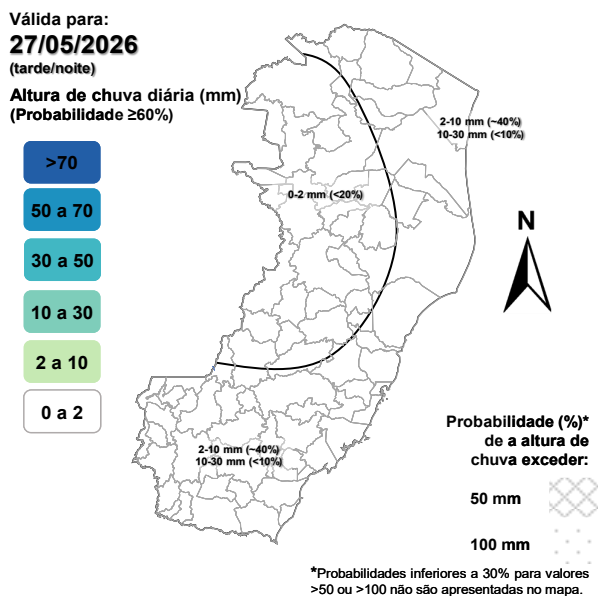 Válida para:
27/05/2026
(tarde/noite)
Altura de chuva diária (mm)
(Probabilidade ≥60%)
>70
50 a 70
30 a 50
10 a 30
2 a 10
0 a 2
2-10 mm (~40%)
10-30 mm (<10%)
0-2 mm (<20%)
N
2-10 mm (~40%)
10-30 mm (<10%)
Probabilidade (%)*
de a altura de
chuva exceder:
50 mm
100 mm
*Probabilidades inferiores a 30% para valores
>50 ou >100 não são apresentadas no mapa.